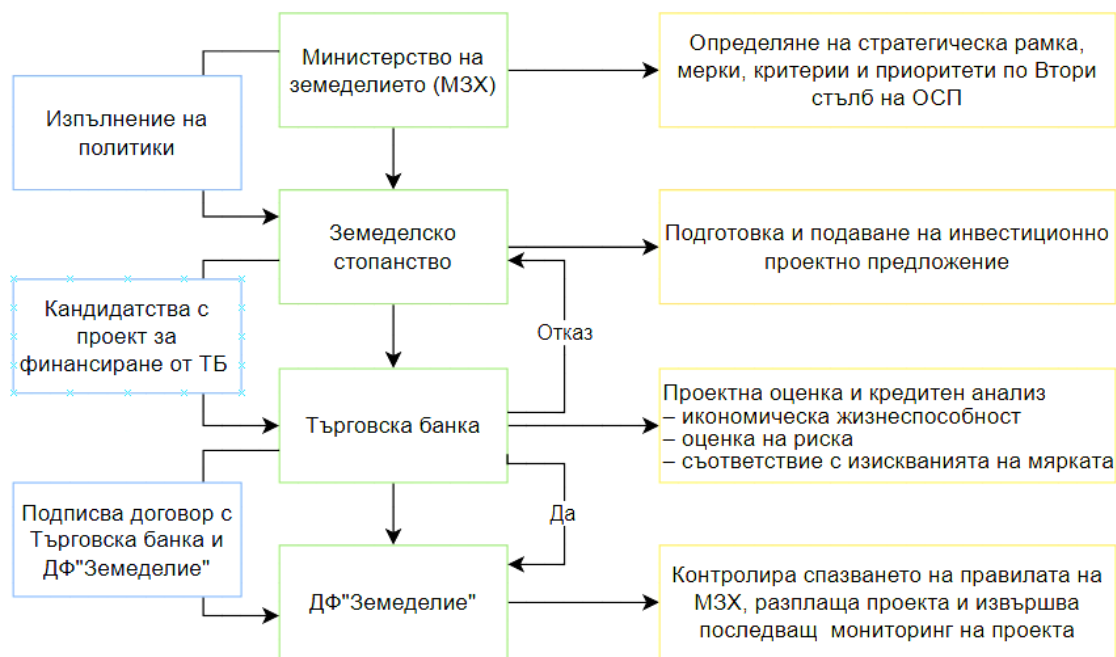 Министерство на
земеделието (МЗХ)
Определяне на стратегическа рамка,
мерки, критерии и приоритети по Втори
стълб на ОСП
Изпълнение на
политики
Земеделско
стопанство
Подготовка и подаване на инвестиционно
проектно предложение
Кандидатства с
проект за
финансиране от ТБ
Отказ
Търговска банка
Проектна оценка и кредитен анализ
– икономическа жизнеспособност
– оценка на риска
– съответствие с изискванията на мярката
Подписва договор с
Търговска банка и
ДФ"Земеделие"
Да
ДФ"Земеделие"
Контролира спазването на правилата на
МЗХ, разплаща проекта и извършва
последващ мониторинг на проекта